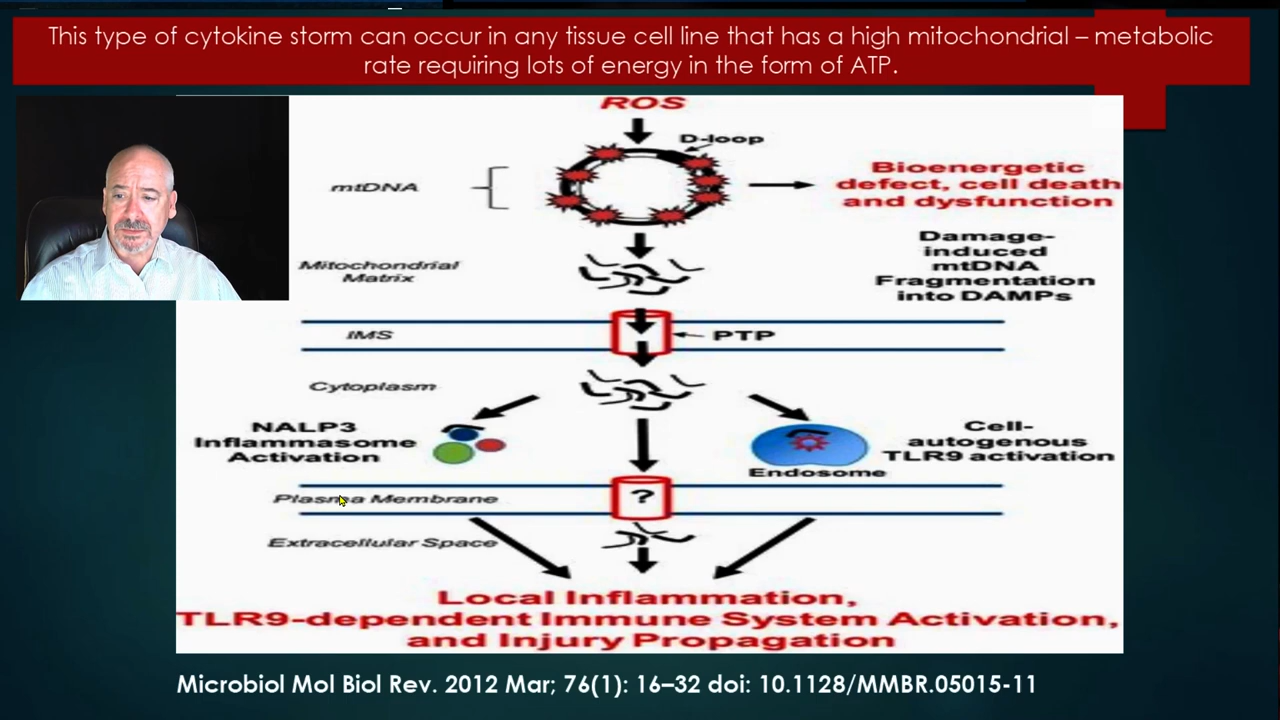 This type of cytokine storm can occur in any tissue cell line that has a high mitochondrial – metabolic
rate requiring lots of energy in the form of ATP.
ROS
D-loop
mtDNA
Bioenergetic
defect, cell death
and dysfunction
Mitochondrial
Matrix
Damage-
induced
mtDNA
Fragmentation
into DAMPs
IMS
PTP
Cytoplasm
NALP3
Inflammasome
Activation
Cell-
autogenous
TLR9 activation
Endosome
Plasma Membrane
?
Extracellular Space
Local Inflammation,
TLR9-dependent Immune System Activation,
and Injury Propagation
Microbiol Mol Biol Rev. 2012 Mar; 76(1): 16–32 doi: 10.1128/MMBR.05015-11